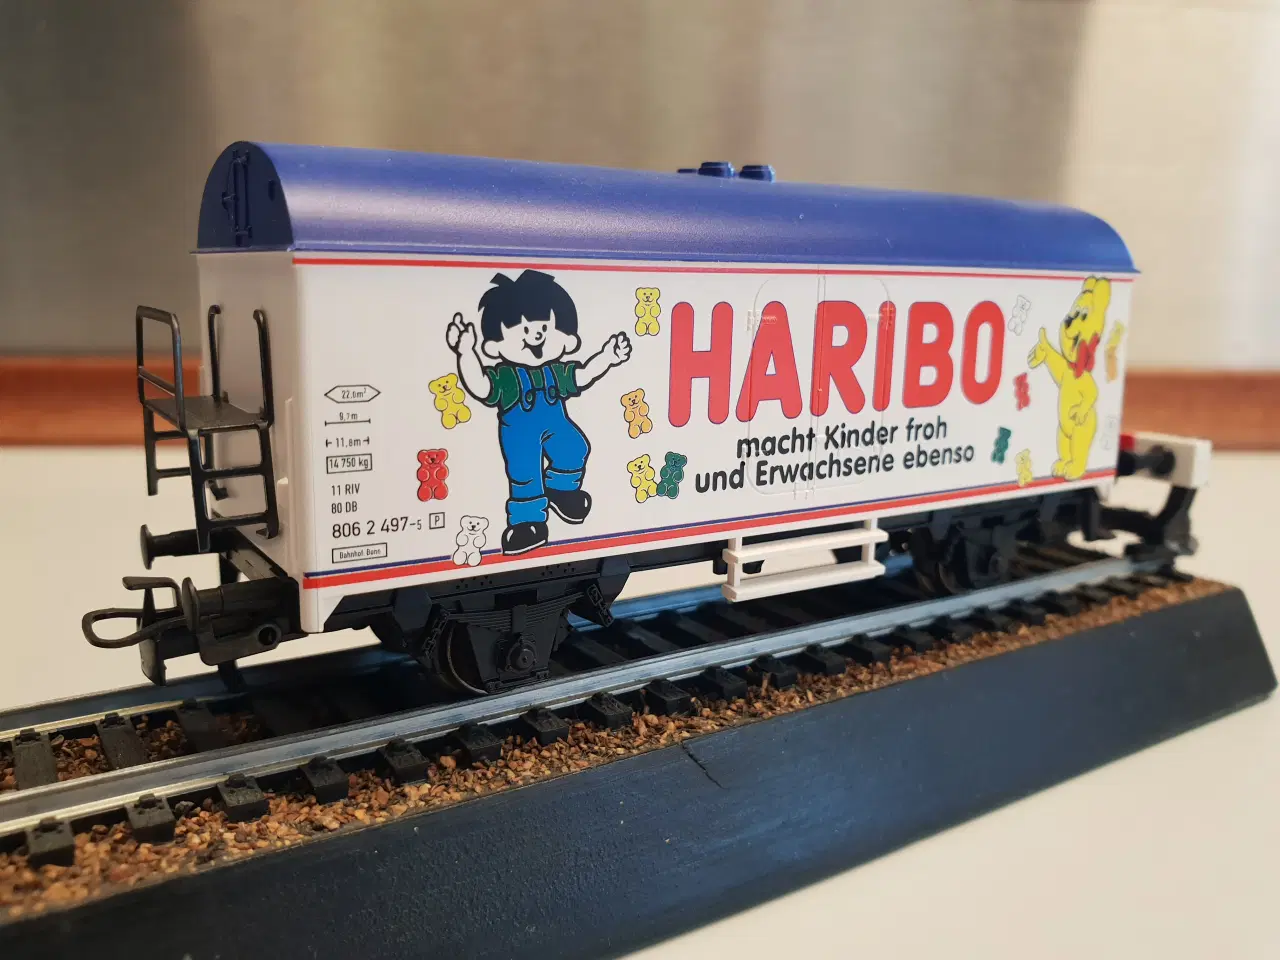 HARIBO
macht Kinder froh
und Erwachsene ebenso
22,6m²
9,7m
11,8m
14 750 kg
11 RIV
80 DB
806 2 497-5 P
Bahnhof Bonn